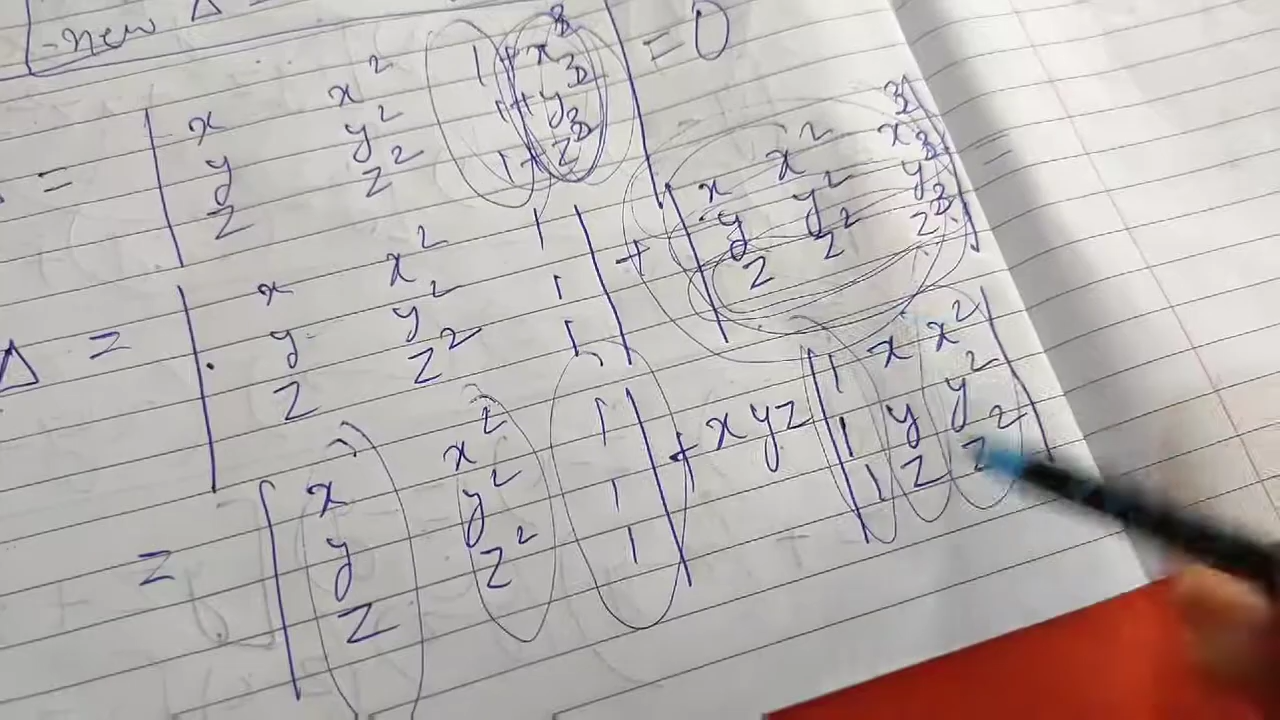 -new Δ
= | x x² 1+x³ | = 0
| y y² 1+y³ |
| z z² 1+z³ |
Δ = | x x² 1 | + | x x² x³ | =
| y y² 1 | | y y² y³ |
| z z² 1 | | z z² z³ |
= | x x² 1 | + xyz | 1 x x² |
| y y² 1 | | 1 y y² |
| z z² 1 | | 1 z z² |